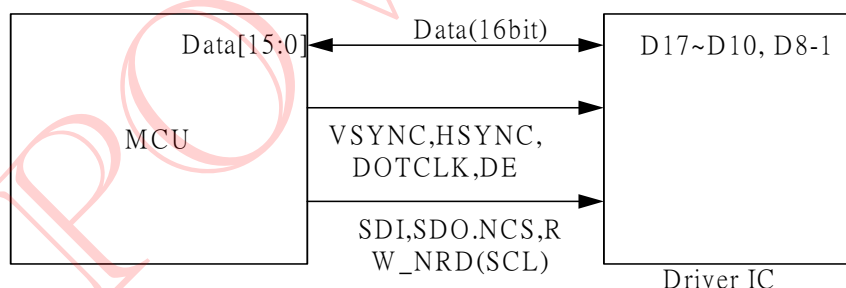 Data(16bit)
Data[15:0]
D17~D10, D8-1
MCU
VSYNC,HSYNC,
DOTCLK,DE
SDI,SDO.NCS,R
W_NRD(SCL)
Driver IC